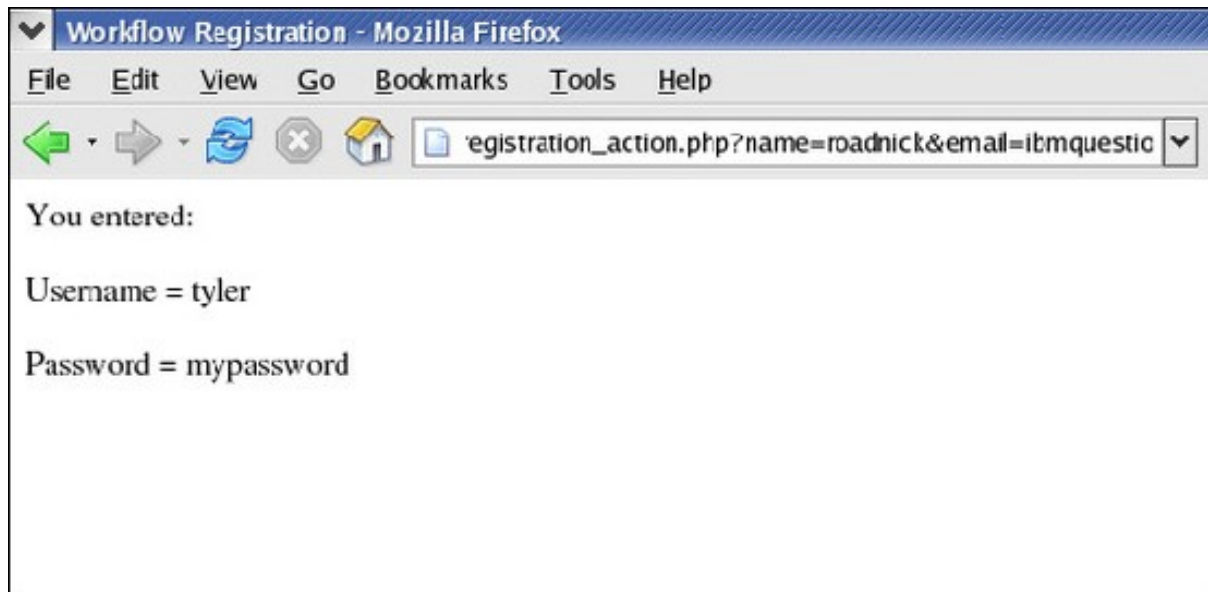 Workflow Registration - Mozilla Firefox
File Edit View Go Bookmarks Tools Help
registration_action.php?name=roadnick&email=ibmquestio
You entered:
Username = tyler
Password = mypassword